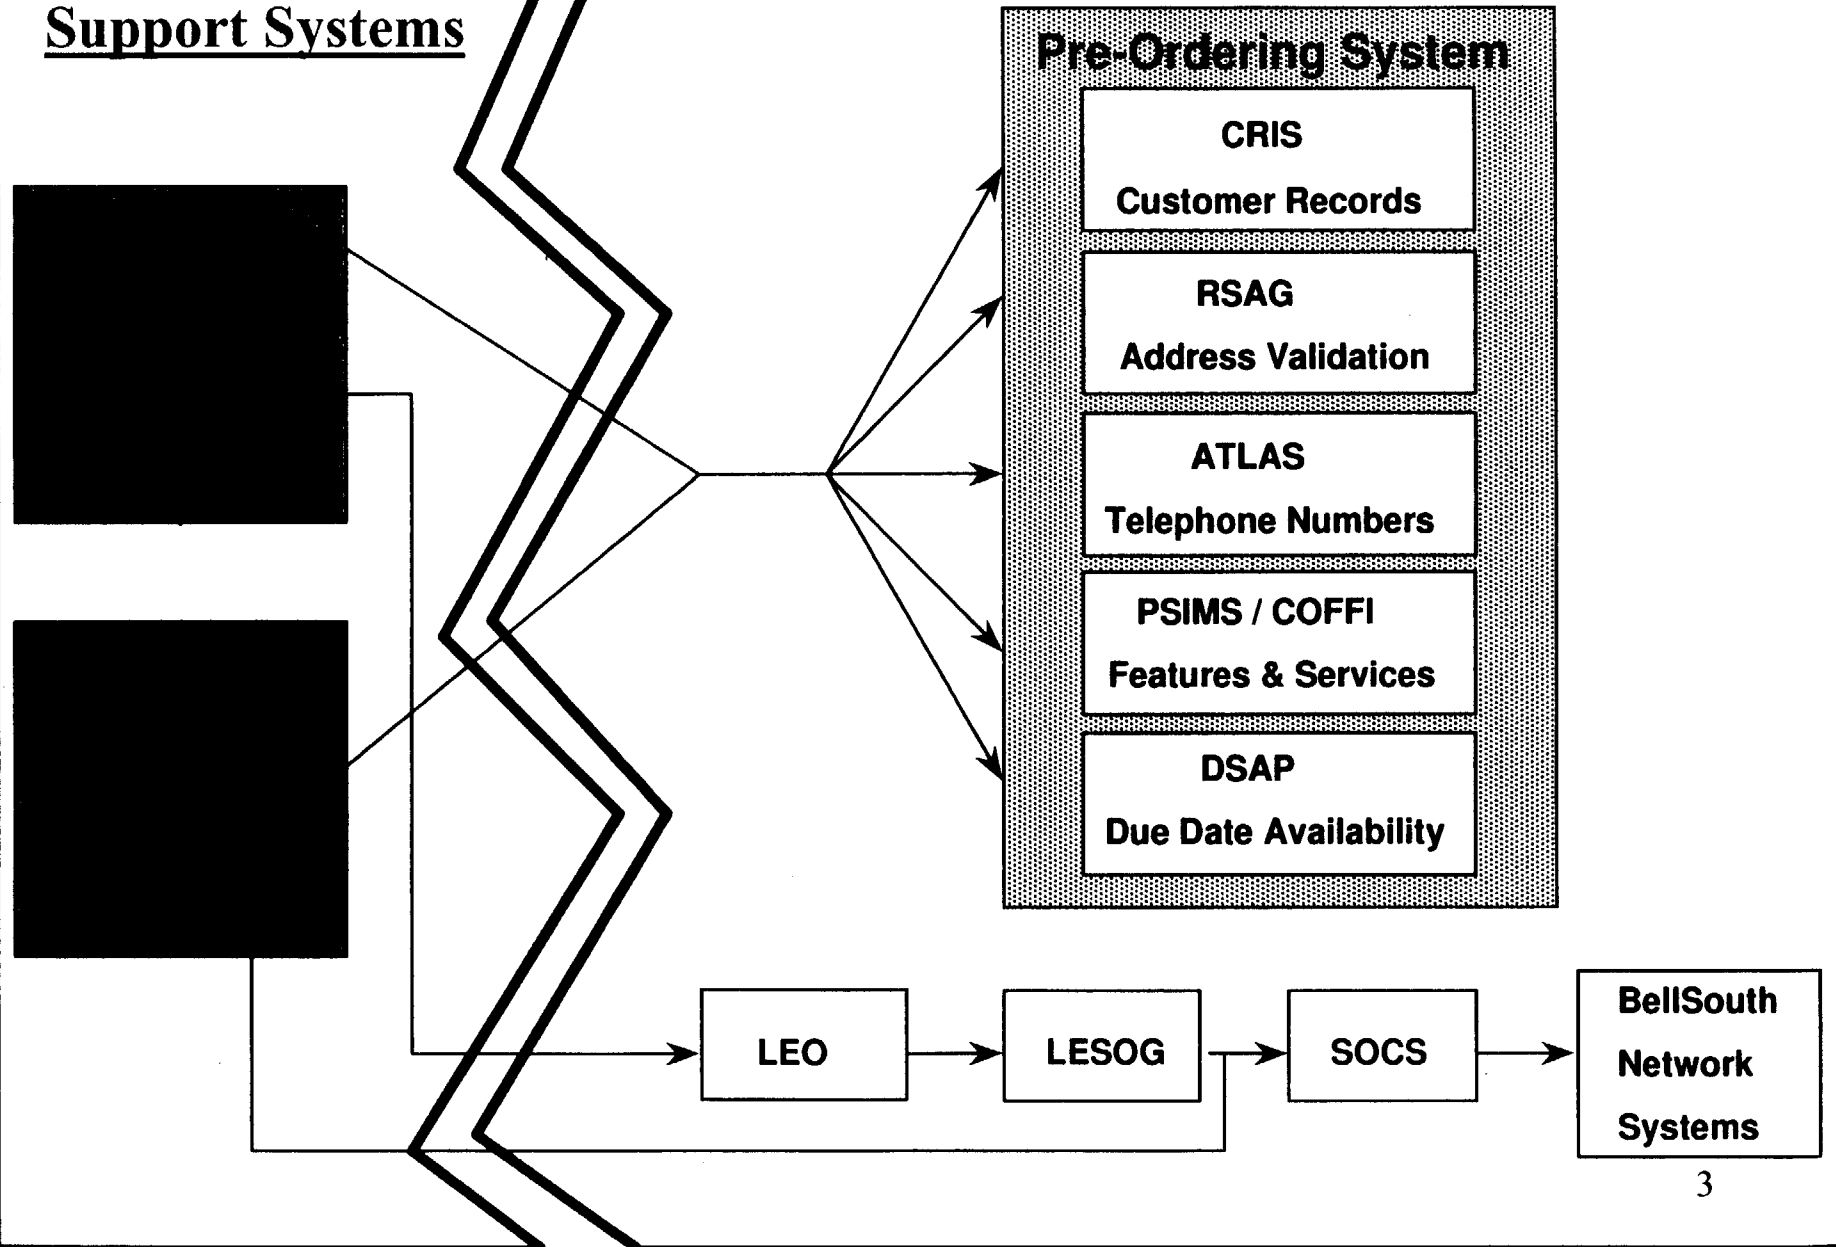 Support Systems
Pre-Ordering System
CRIS
Customer Records
RSAG
Address Validation
ATLAS
Telephone Numbers
PSIMS / COFFI
Features & Services
DSAP
Due Date Availability
LEO
LESOG
SOCS
BellSouth
Network
Systems
3